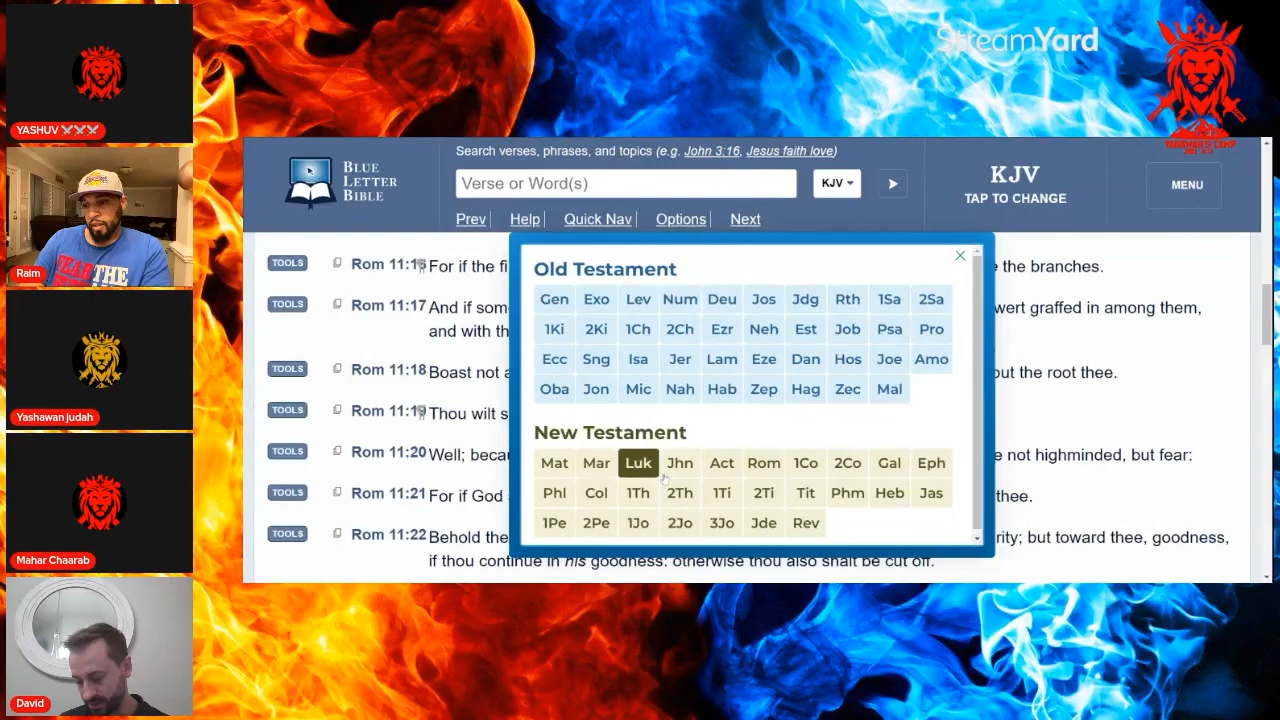 StreamYard
YAHAWAH'S CAMP
YASHUV
Raim
FEAR THE
Yashawan judah
Mahar Chaarab
David
BLUE
LETTER
BIBLE
Search verses, phrases, and topics (e.g. John 3:16, Jesus faith love)
Verse or Word(s)
KJV
Prev Help Quick Nav Options Next
KJV
TAP TO CHANGE
MENU
TOOLS For if the fi
e the branches.
TOOLS Rom 11:17 And if som
wert graffed in among them,
and with th
TOOLS Rom 11:18 Boast not a
out the root thee.
TOOLS Rom 11:19 Thou wilt s
TOOLS Rom 11:20 Well; becau
e not highminded, but fear:
TOOLS Rom 11:21 For if God
thee.
TOOLS Rom 11:22 Behold the
rity; but toward thee, goodness,
if thou continue in his goodness: otherwise thou also shalt be cut off.
Old Testament
Gen Exo Lev Num Deu Jos Jdg Rth 1Sa 2Sa
1Ki 2Ki 1Ch 2Ch Ezr Neh Est Job Psa Pro
Ecc Sng Isa Jer Lam Eze Dan Hos Joe Amo
Oba Jon Mic Nah Hab Zep Hag Zec Mal
New Testament
Mat Mar Luk Jhn Act Rom 1Co 2Co Gal Eph
Phl Col 1Th 2Th 1Ti 2Ti Tit Phm Heb Jas
1Pe 2Pe 1Jo 2Jo 3Jo Jde Rev